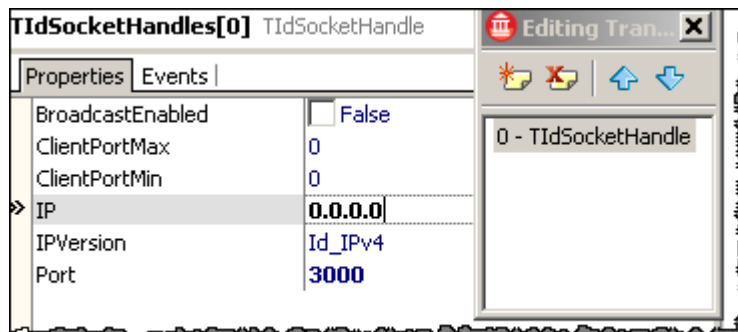 TIdSocketHandles[0] TIdSocketHandle
Editing Tran...
Properties Events
BroadcastEnabled False
ClientPortMax 0
ClientPortMin 0
IP 0.0.0.0
IPVersion Id_IPv4
Port 3000
0 - TIdSocketHandle